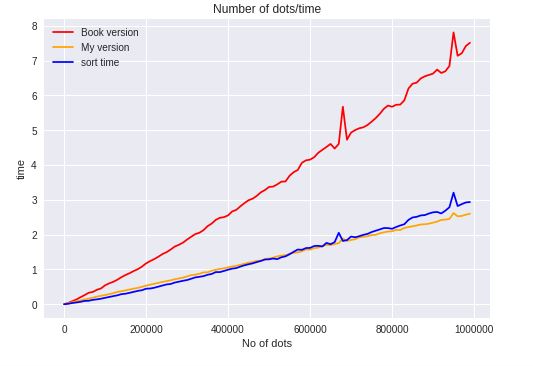 Number of dots/time
Book version
My version
sort time
8
7
6
5
4
3
2
1
0
time
0 200000 400000 600000 800000 1000000
No of dots